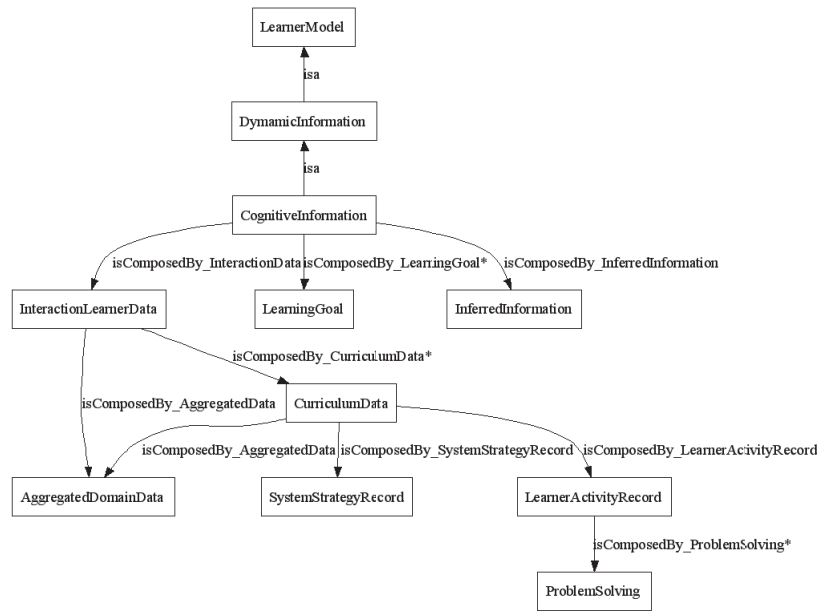 LearnerModel
isa
DymamicInformation
isa
CognitiveInformation
isComposedBy_InteractionData
isComposedBy_LearningGoal*
isComposedBy_InferredInformation
InteractionLearnerData
LearningGoal
InferredInformation
isComposedBy_CurriculumData*
isComposedBy_AggregatedData
CurriculumData
isComposedBy_AggregatedData
isComposedBy_SystemStrategyRecord
isComposedBy_LearnerActivityRecord
AggregatedDomainData
SystemStrategyRecord
LearnerActivityRecord
isComposedBy_ProblemSolving*
ProblemSolving